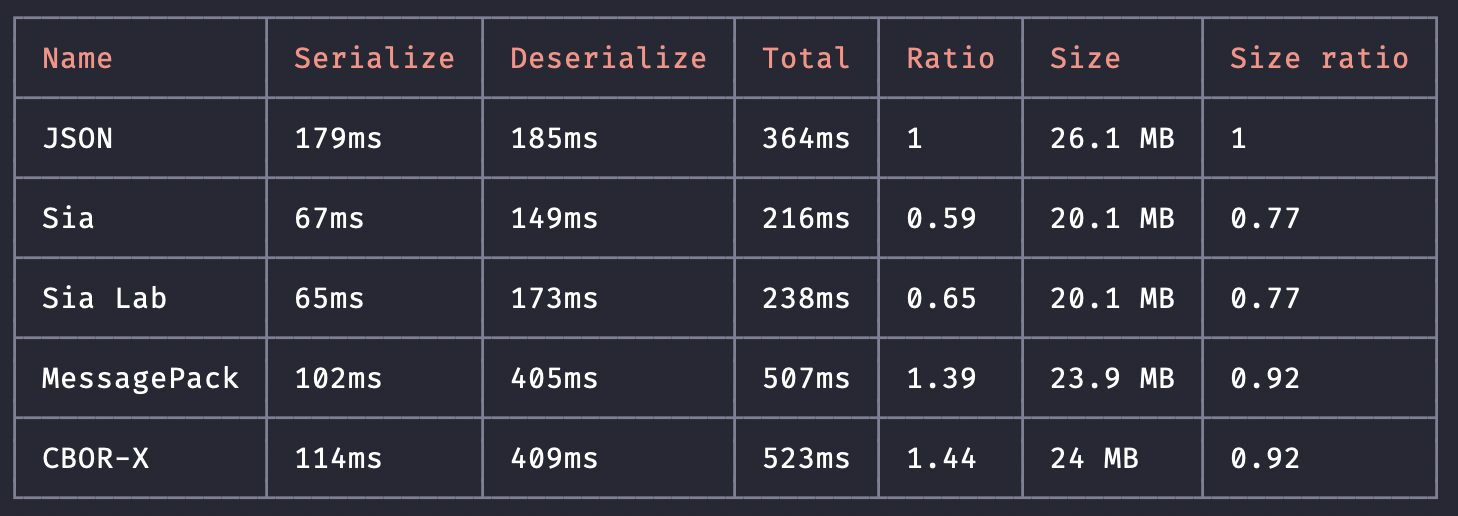 Name Serialize Deserialize Total Ratio Size Size ratio
JSON 179ms 185ms 364ms 1 26.1 MB 1
Sia 67ms 149ms 216ms 0.59 20.1 MB 0.77
Sia Lab 65ms 173ms 238ms 0.65 20.1 MB 0.77
MessagePack 102ms 405ms 507ms 1.39 23.9 MB 0.92
CBOR-X 114ms 409ms 523ms 1.44 24 MB 0.92